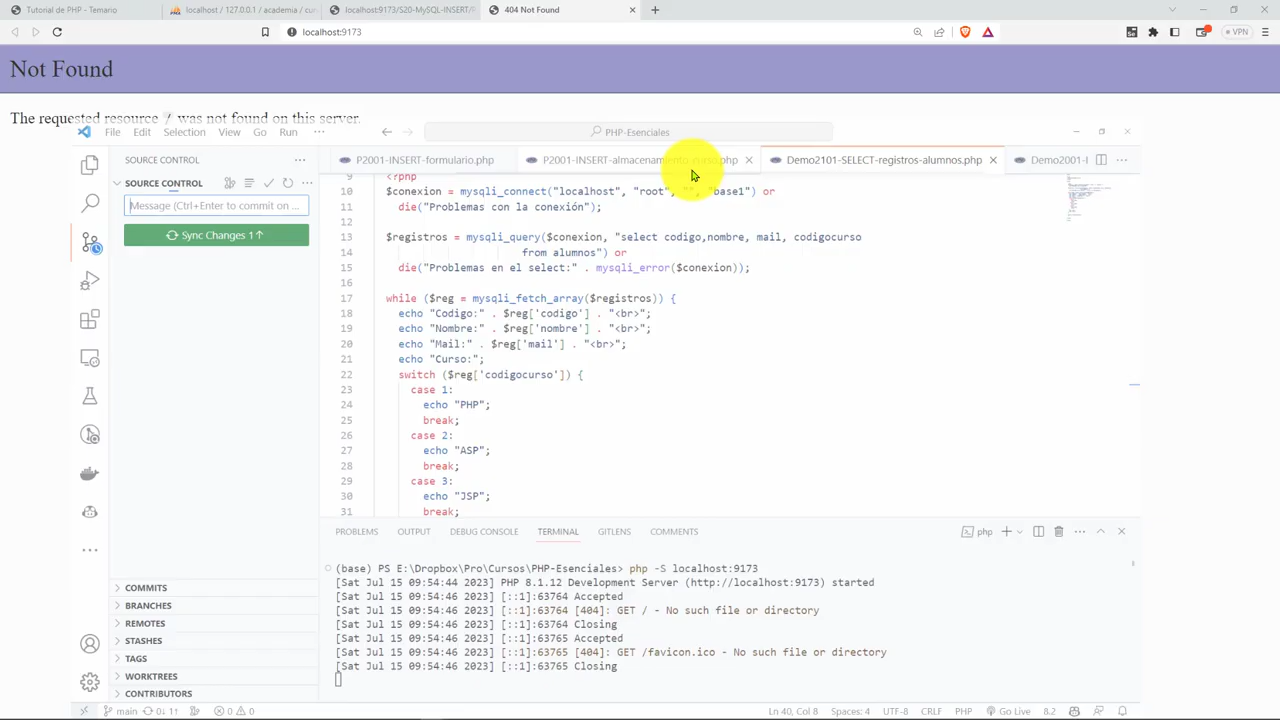 Tutorial de PHP - Temario
localhost / 127.0.0.1 / academia / cu
localhost:9173/S20-MySQL-INSERT/P
404 Not Found
localhost:9173
VPN
Not Found
The requested resource / was not found on this server.
File Edit Selection View Go Run ···
PHP-Esenciales
SOURCE CONTROL
P2001-INSERT-formulario.php
P2001-INSERT-almacenamiento-curso.php
Demo2101-SELECT-registros-alumnos.php
Demo2001-I
SOURCE CONTROL
Message (Ctrl+Enter to commit on ...
Sync Changes 1↑
<?php
10 $conexion = mysqli_connect("localhost", "root", "", "base1") or
11 die("Problemas con la conexión");
12
13 $registros = mysqli_query($conexion, "select codigo,nombre, mail, codigocurso
14 from alumnos") or
15 die("Problemas en el select:" . mysqli_error($conexion));
16
17 while ($reg = mysqli_fetch_array($registros)) {
18 echo "Codigo:" . $reg['codigo'] . "<br>";
19 echo "Nombre:" . $reg['nombre'] . "<br>";
20 echo "Mail:" . $reg['mail'] . "<br>";
21 echo "Curso:";
22 switch ($reg['codigocurso']) {
23 case 1:
24 echo "PHP";
25 break;
26 case 2:
27 echo "ASP";
28 break;
29 case 3:
30 echo "JSP";
31 break;
PROBLEMS OUTPUT DEBUG CONSOLE TERMINAL GITLENS COMMENTS
php
(base) PS E:\Dropbox\Pro\Cursos\PHP-Esenciales> php -S localhost:9173
[Sat Jul 15 09:54:44 2023] PHP 8.1.12 Development Server (http://localhost:9173) started
[Sat Jul 15 09:54:46 2023] [::1]:63764 Accepted
[Sat Jul 15 09:54:46 2023] [::1]:63764 [404]: GET / - No such file or directory
[Sat Jul 15 09:54:46 2023] [::1]:63764 Closing
[Sat Jul 15 09:54:46 2023] [::1]:63765 Accepted
[Sat Jul 15 09:54:46 2023] [::1]:63765 [404]: GET /favicon.ico - No such file or directory
[Sat Jul 15 09:54:46 2023] [::1]:63765 Closing
COMMITS
BRANCHES
REMOTES
STASHES
TAGS
WORKTREES
CONTRIBUTORS
main 0↓ 1↑ 0 0
Ln 40, Col 8 Spaces: 4 UTF-8 CRLF PHP Go Live 8.2